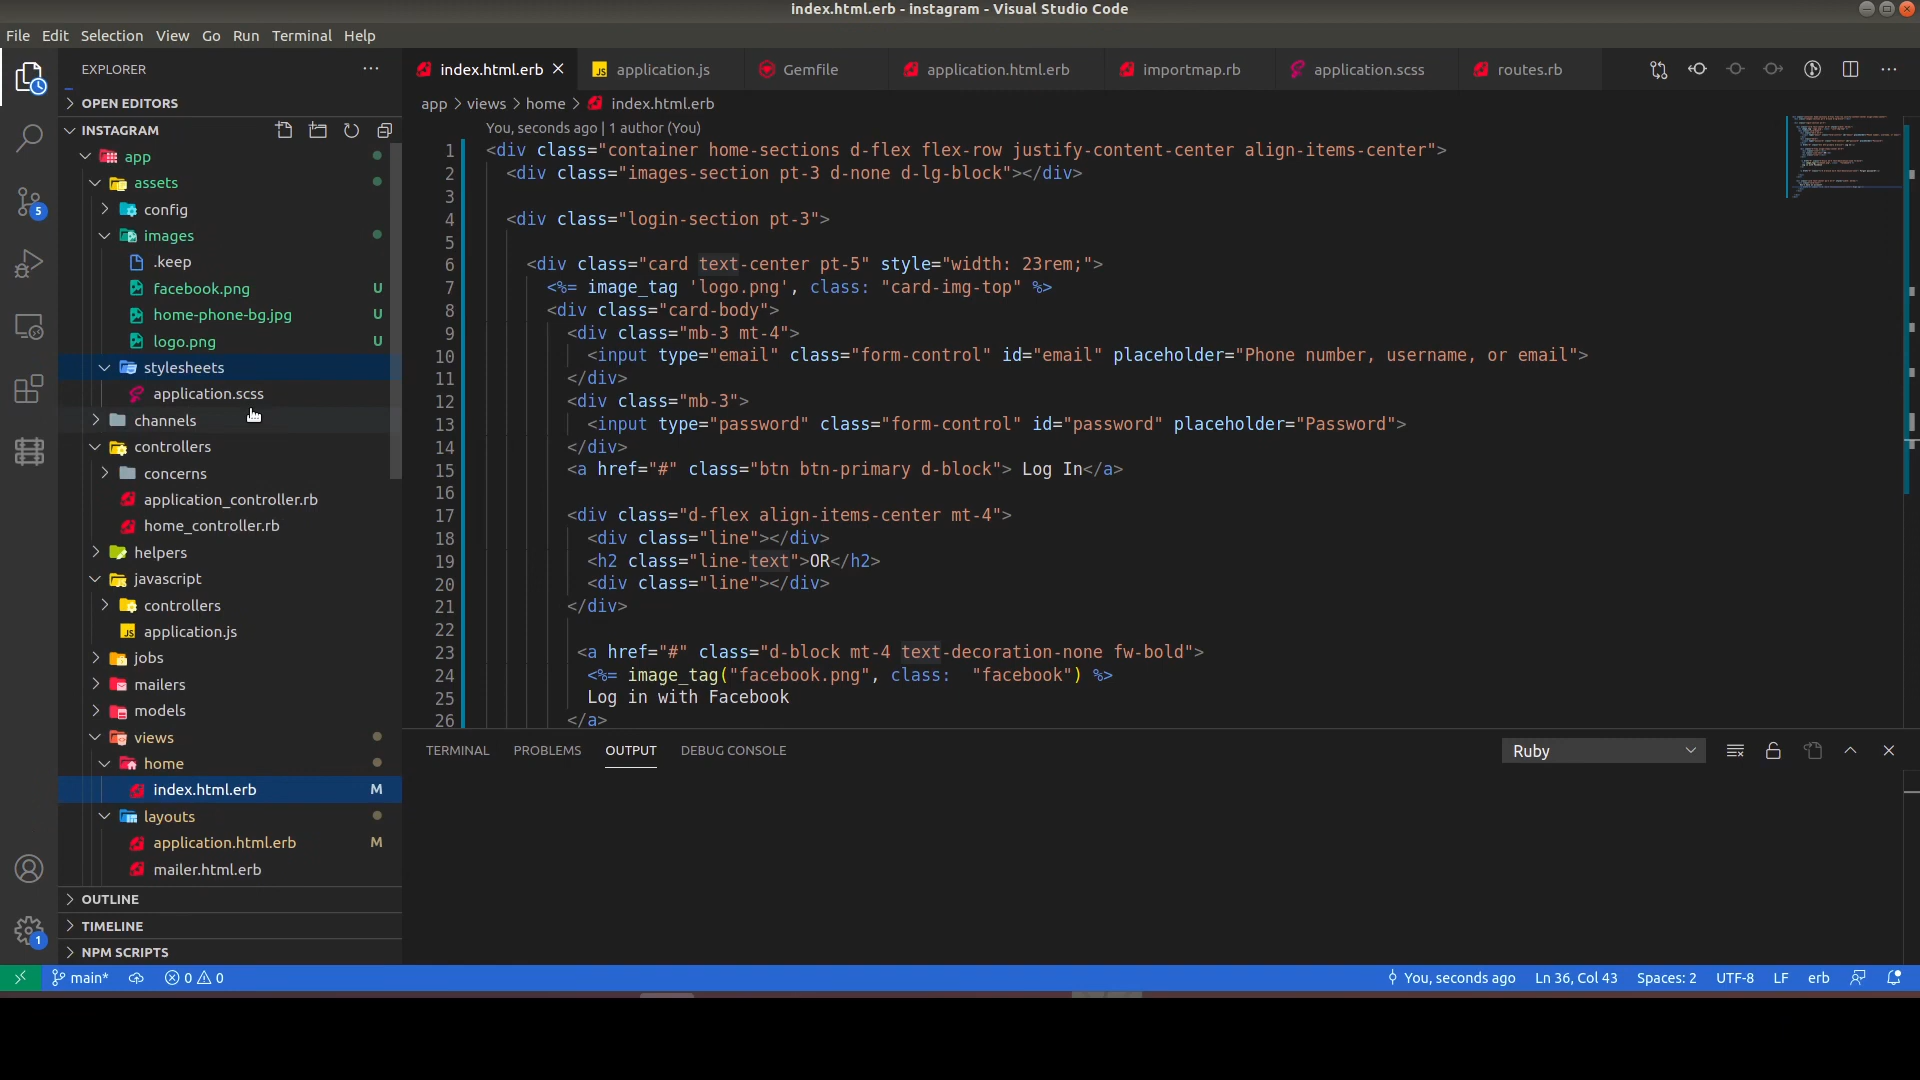 index.html.erb - instagram - Visual Studio Code
File Edit Selection View Go Run Terminal Help
EXPLORER
OPEN EDITORS
INSTAGRAM
app
assets
config
images
.keep
facebook.png U
home-phone-bg.jpg U
logo.png U
stylesheets
application.scss
channels
controllers
concerns
application_controller.rb
home_controller.rb
helpers
javascript
controllers
JS application.js
jobs
mailers
models
views
home
index.html.erb M
layouts
application.html.erb M
mailer.html.erb
OUTLINE
TIMELINE
NPM SCRIPTS
5
1
index.html.erb JS application.js Gemfile application.html.erb importmap.rb application.scss routes.rb
app > views > home > index.html.erb
You, seconds ago | 1 author (You)
1 <div class="container home-sections d-flex flex-row justify-content-center align-items-center">
2 <div class="images-section pt-3 d-none d-lg-block"></div>
3
4 <div class="login-section pt-3">
5
6 <div class="card text-center pt-5" style="width: 23rem;">
7 <%= image_tag 'logo.png', class: "card-img-top" %>
8 <div class="card-body">
9 <div class="mb-3 mt-4">
10 <input type="email" class="form-control" id="email" placeholder="Phone number, username, or email">
11 </div>
12 <div class="mb-3">
13 <input type="password" class="form-control" id="password" placeholder="Password">
14 </div>
15 <a href="#" class="btn btn-primary d-block"> Log In</a>
16
17 <div class="d-flex align-items-center mt-4">
18 <div class="line"></div>
19 <h2 class="line-text">OR</h2>
20 <div class="line"></div>
21 </div>
22
23 <a href="#" class="d-block mt-4 text-decoration-none fw-bold">
24 <%= image_tag("facebook.png", class:  "facebook") %>
25 Log in with Facebook
26 </a>
TERMINAL PROBLEMS OUTPUT DEBUG CONSOLE Ruby
main* 0 0 You, seconds ago Ln 36, Col 43 Spaces: 2 UTF-8 LF erb